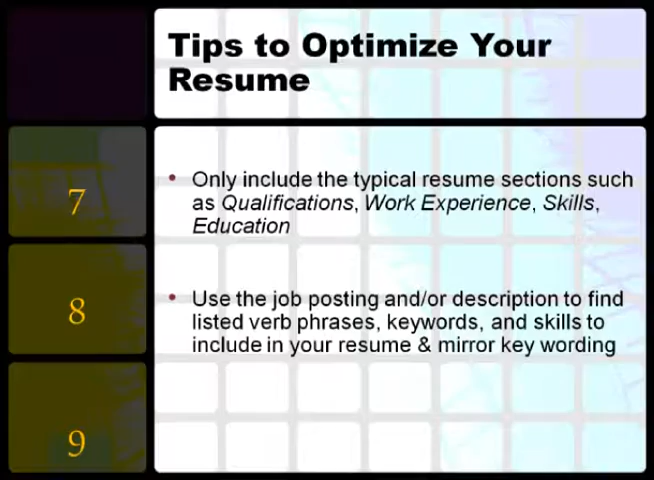 Tips to Optimize Your
Resume
7
• Only include the typical resume sections such
as Qualifications, Work Experience, Skills,
Education
8
• Use the job posting and/or description to find
listed verb phrases, keywords, and skills to
include in your resume & mirror key wording
9